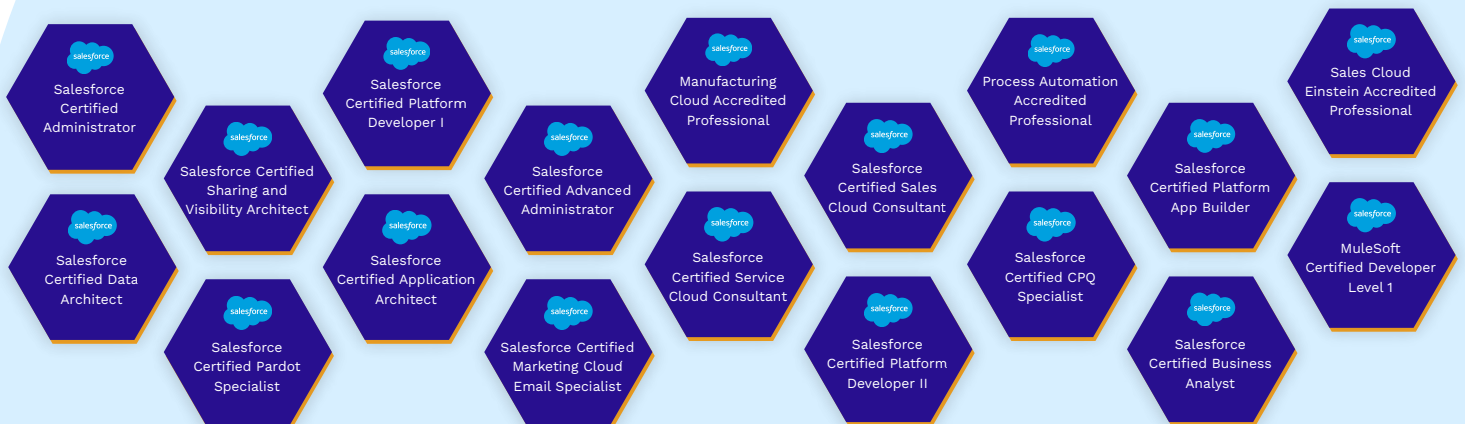 salesforce
Salesforce
Certified
Administrator
salesforce
Salesforce
Certified Platform
Developer I
salesforce
Manufacturing
Cloud Accredited
Professional
salesforce
Process Automation
Accredited
Professional
salesforce
Sales Cloud
Einstein Accredited
Professional
salesforce
Salesforce Certified
Sharing and
Visibility Architect
salesforce
Salesforce
Certified Advanced
Administrator
salesforce
Salesforce
Certified Sales
Cloud Consultant
salesforce
Salesforce
Certified Platform
App Builder
salesforce
Salesforce
Certified Data
Architect
salesforce
Salesforce
Certified Application
Architect
salesforce
Salesforce
Certified Service
Cloud Consultant
salesforce
Salesforce
Certified CPQ
Specialist
salesforce
MuleSoft
Certified Developer
Level 1
salesforce
Salesforce
Certified Pardot
Specialist
salesforce
Salesforce Certified
Marketing Cloud
Email Specialist
salesforce
Salesforce
Certified Platform
Developer II
salesforce
Salesforce
Certified Business
Analyst